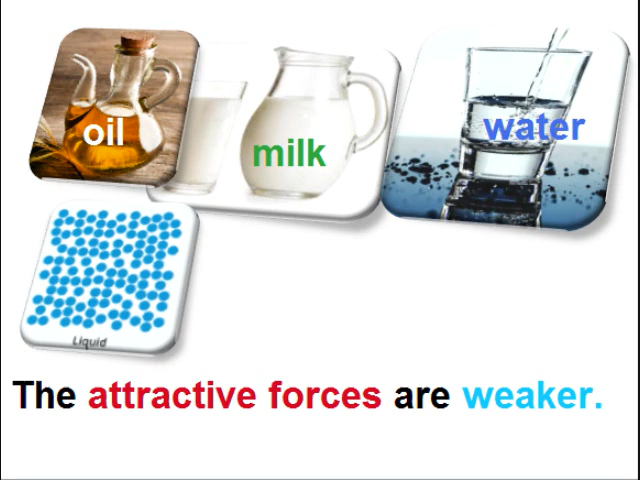 oil
milk
water
Liquid
The attractive forces are weaker.